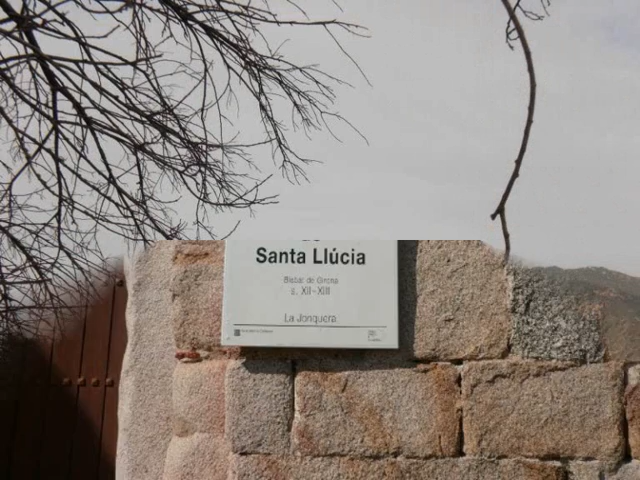 Santa Llúcia
Bisbat de Girona
s. XII-XIII
La Jonquera